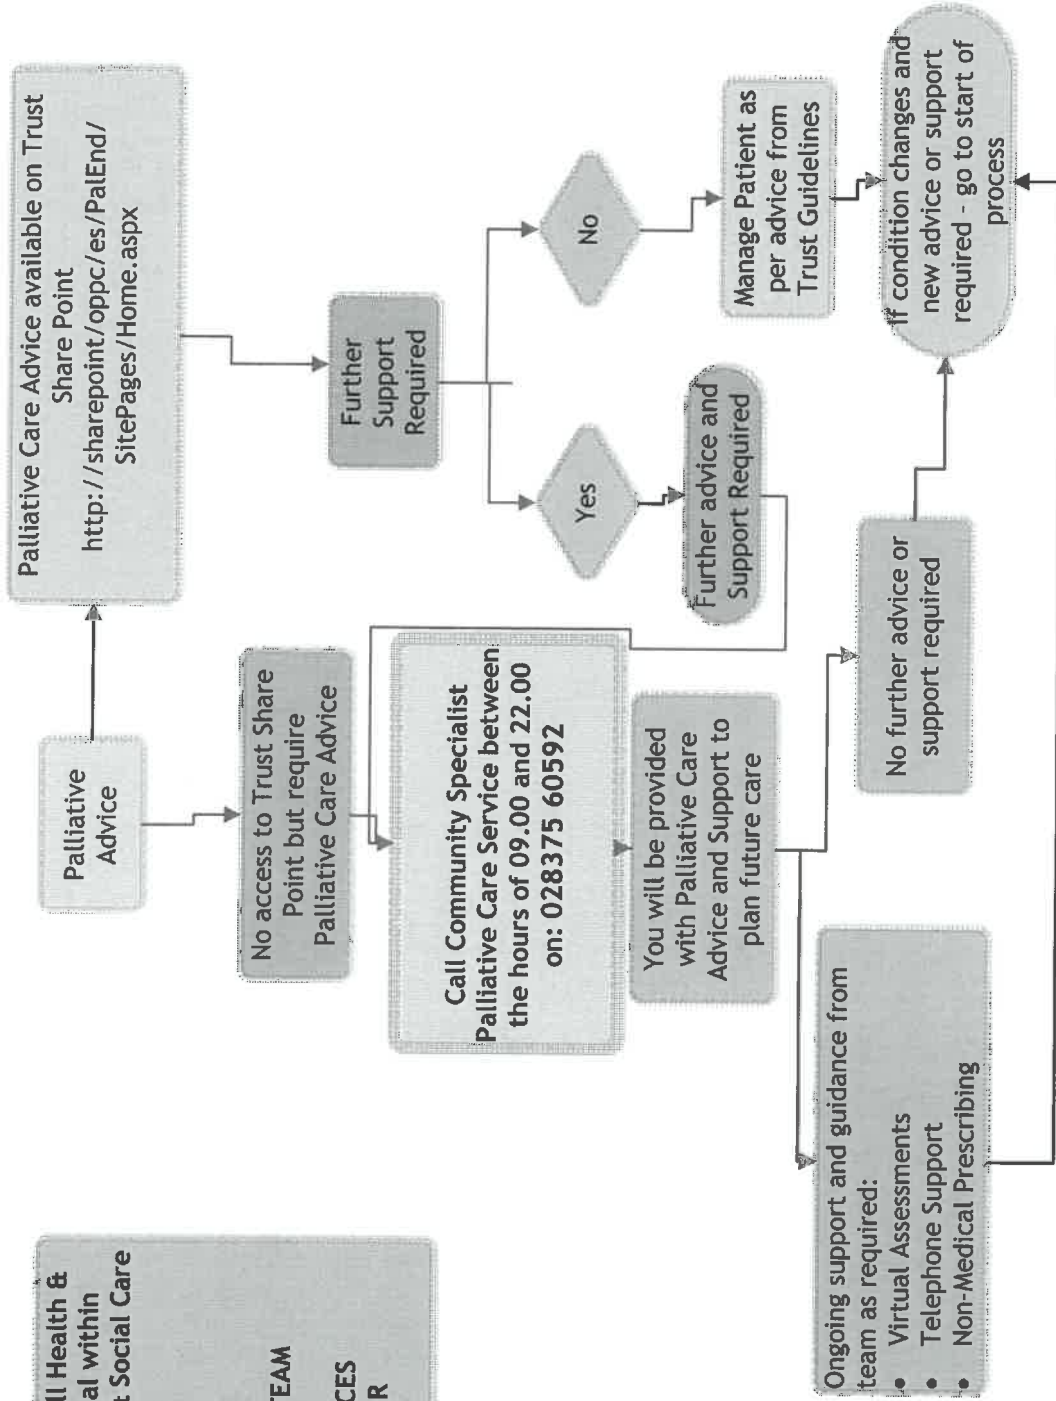 ll Health &
al within
t Social Care
TEAM
CES
R
Palliative
Advice
Palliative Care Advice available on Trust
Share Point
http://sharepoint/oppc/es/PalEnd/
SitePages/Home.aspx
No access to Trust Share
Point but require
Palliative Care Advice
Further
Support
Required
Call Community Specialist
Palliative Care Service between
the hours of 09.00 and 22.00
on: 028375 60592
Yes
No
You will be provided
with Palliative Care
Advice and Support to
plan future care
Further advice and
Support Required
Manage Patient as
per advice from
Trust Guidelines
Ongoing support and guidance from
team as required:
• Virtual Assessments
• Telephone Support
• Non-Medical Prescribing
No further advice or
support required
If condition changes and
new advice or support
required - go to start of
process